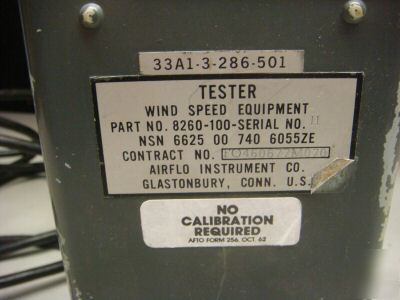 33A1-3-286-501
TESTER
WIND SPEED EQUIPMENT
PART NO. 8260-100-SERIAL NO. 11
NSN 6625 00 740 6055ZE
CONTRACT NO.
AIRFLO INSTRUMENT CO.
GLASTONBURY, CONN. U.S.
NO
CALIBRATION
REQUIRED
AFTO FORM 256, OCT. 62